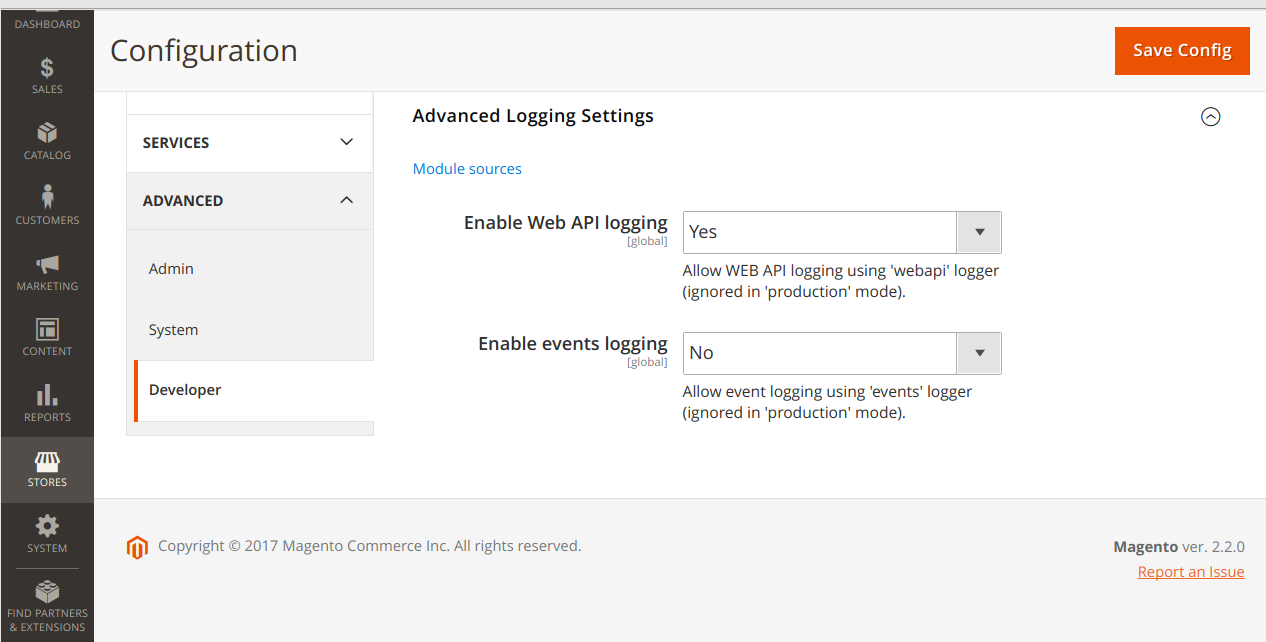 DASHBOARD
SALES
CATALOG
CUSTOMERS
MARKETING
CONTENT
REPORTS
STORES
SYSTEM
FIND PARTNERS
& EXTENSIONS
Configuration
Save Config
SERVICES
ADVANCED
Admin
System
Developer
Advanced Logging Settings
Module sources
Enable Web API logging
[global]
Yes
Allow WEB API logging using 'webapi' logger
(ignored in 'production' mode).
Enable events logging
[global]
No
Allow event logging using 'events' logger
(ignored in 'production' mode).
Copyright © 2017 Magento Commerce Inc. All rights reserved.
Magento ver. 2.2.0
Report an Issue